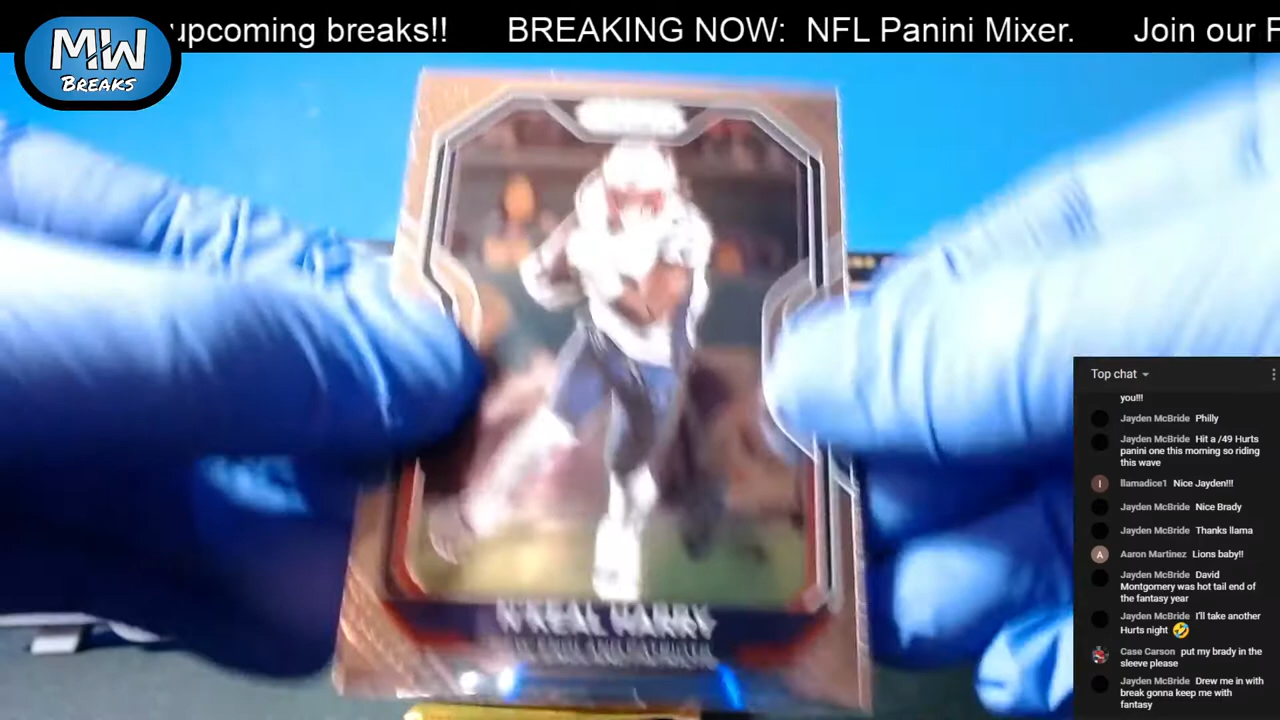 upcoming breaks!! BREAKING NOW: NFL Panini Mixer. Join our F
MW
BREAKS
N'KEAL HARRY
Top chat
you!!!
Jayden McBride Philly
Jayden McBride Hit a /49 Hurts
panini one this morning so riding
this wave
llamadice1 Nice Jayden!!!
Jayden McBride Nice Brady
Jayden McBride Thanks llama
A
Aaron Martinez Lions baby!!
Jayden McBride David
Montgomery was hot tail end of
the fantasy year
Jayden McBride I'll take another
Hurts night 🤣
Case Carson put my brady in the
sleeve please
Jayden McBride Drew me in with
break gonna keep me with
fantasy